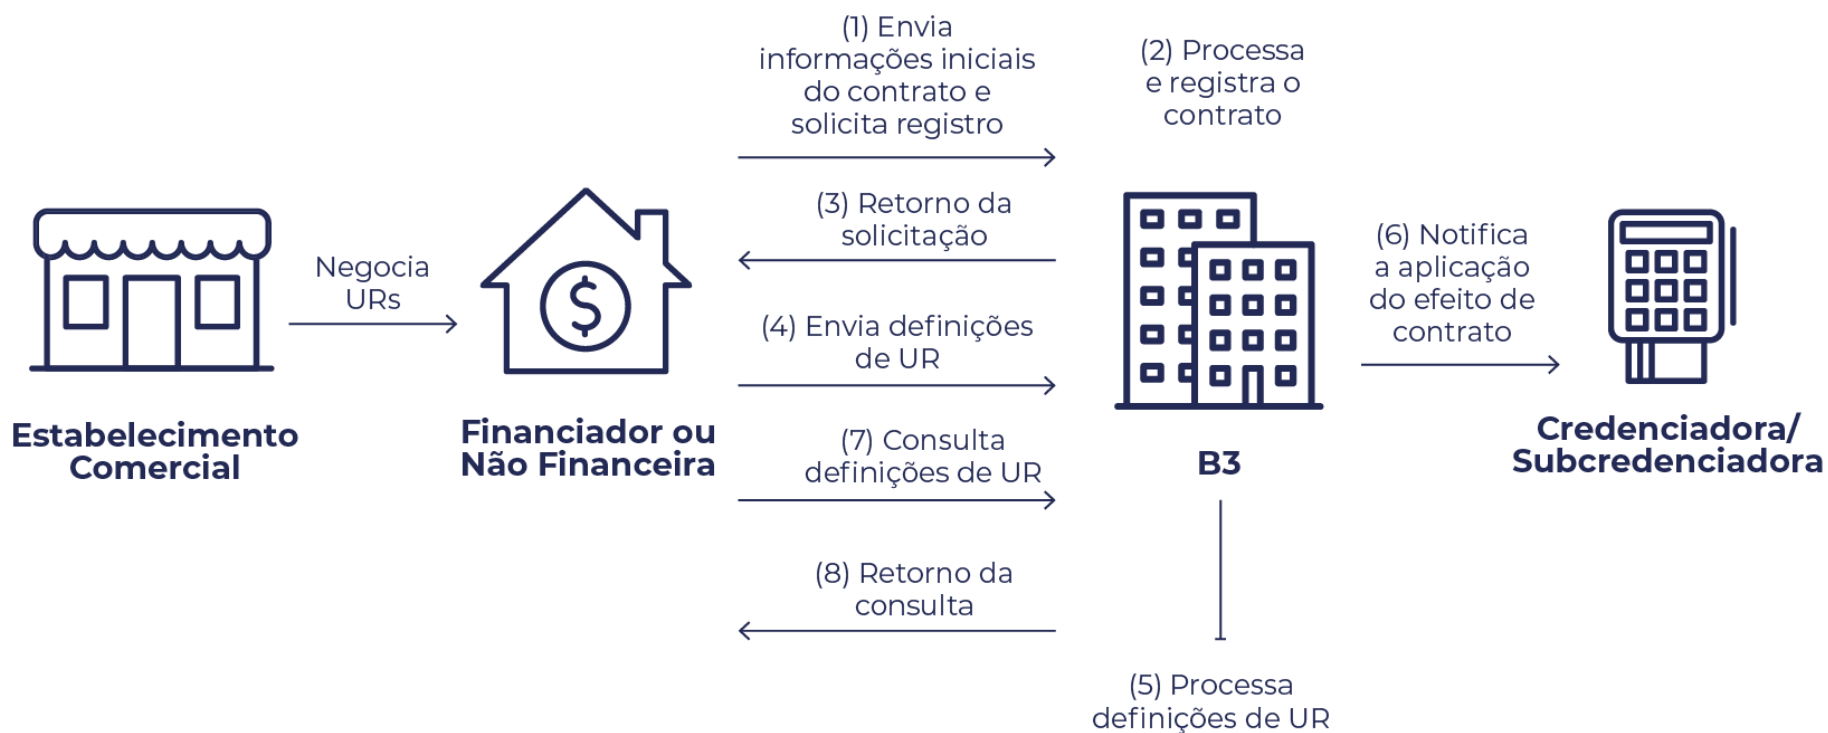 (1) Envia
informações iniciais
do contrato e
solicita registro
(2) Processa
e registra o
contrato
(3) Retorno da
solicitação
Negocia
URs
(4) Envia definições
de UR
(6) Notifica
a aplicação
do efeito de
contrato
Estabelecimento
Comercial
Financiador ou
Não Financeira
(7) Consulta
definições de UR
B3
Credenciadora/
Subcredenciadora
(8) Retorno da
consulta
(5) Processa
definições de UR
$